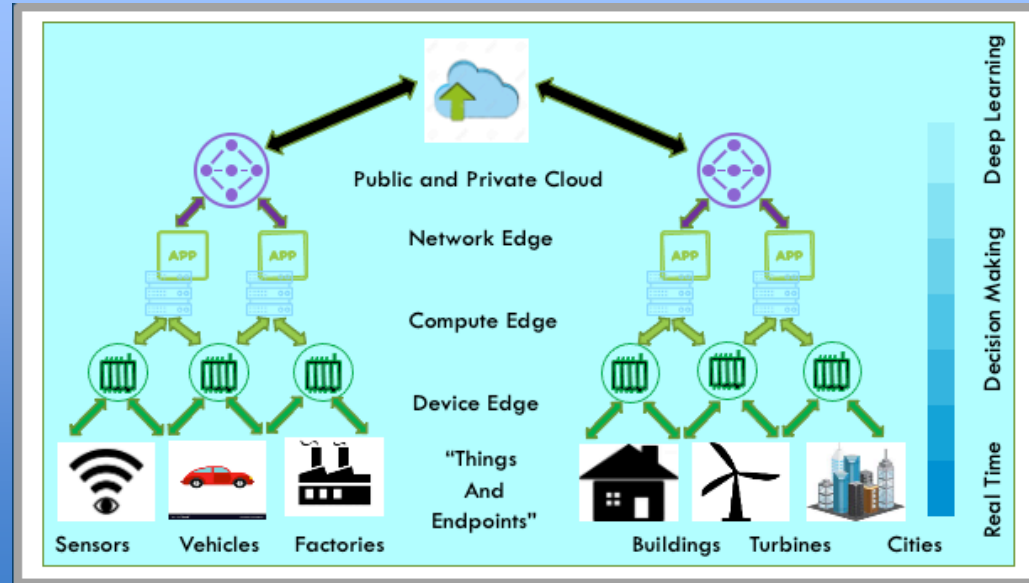 Public and Private Cloud
Network Edge
APP
APP
APP
APP
Compute Edge
Device Edge
"Things
And
Endpoints"
Sensors
Vehicles
Factories
Buildings
Turbines
Cities
Deep Learning
Decision Making
Real Time